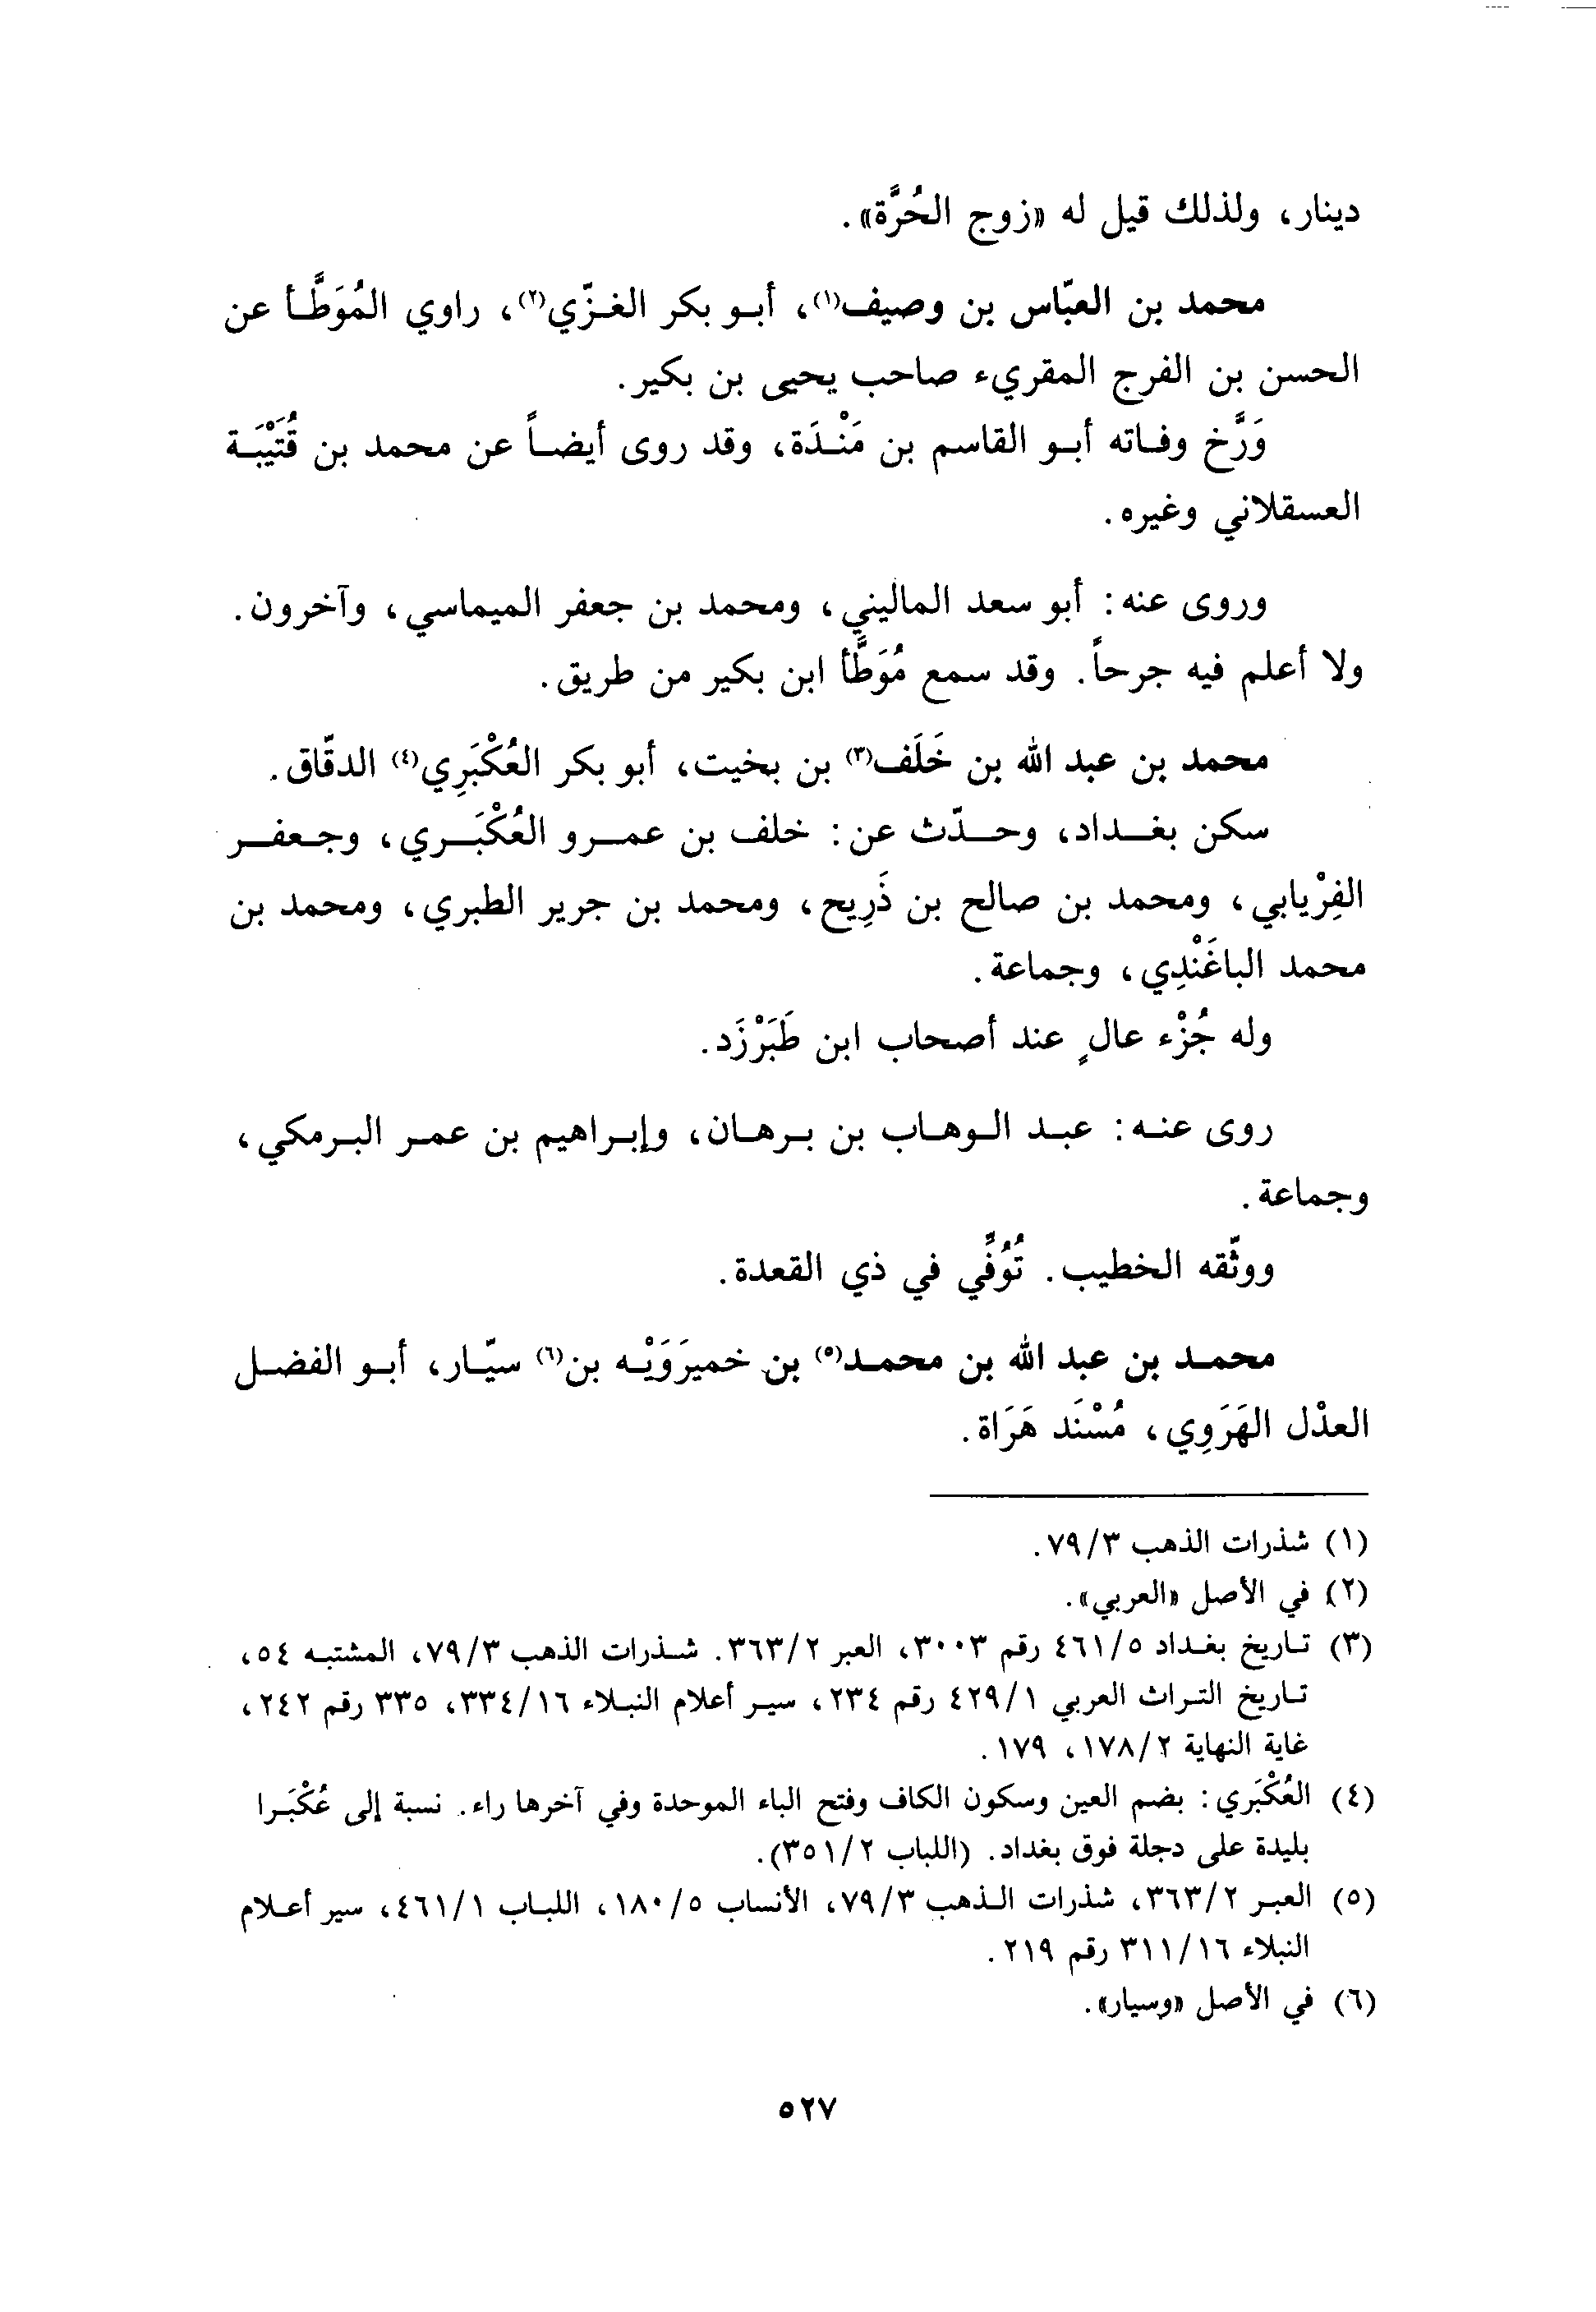 دينار، ولذلك قيل له «زوج الحُرَّة».
محمد بن العبّاس بن وصيف(١)، أبو بكر الغزّي(٢)، راوي المُوَطَّأ عن
الحسن بن الفرج المقريء صاحب يحيى بن بكير.
وَرَّخ وفاته أبو القاسم بن مَنْدَة، وقد روى أيضاً عن محمد بن قُتَيْبَة
العسقلاني وغيره.
وروى عنه: أبو سعد الماليني، ومحمد بن جعفر الميماسي، وآخرون.
ولا أعلم فيه جرحاً. وقد سمع مُوَطَّأ ابن بكير من طريق.
محمد بن عبد الله بن خَلَف(٣) بن بخيت، أبو بكر العُكْبَرِي(٤) الدقّاق.
سكن بغداد، وحدّث عن: خلف بن عمرو العُكْبَري، وجعفر
الفِرْيابي، ومحمد بن صالح بن ذَرِيح، ومحمد بن جرير الطبري، ومحمد بن
محمد الباغَنْدِي، وجماعة.
وله جُزْء عالٍ عند أصحاب ابن طَبَرْزَد.
روى عنه: عبد الوهاب بن برهان، وإبراهيم بن عمر البرمكي،
وجماعة.
ووثّقه الخطيب. تُوُفِّي في ذي القعدة.
محمد بن عبد الله بن محمد(٥) بن خميرَوَيْه بن(٦) سيّار، أبو الفضل
العدْل الهَرَوِي، مُسْنَد هَرَاة.
(١) شذرات الذهب ٧٩/٣.
(٢) في الأصل «العربي».
(٣) تاريخ بغداد ٤٦١/٥ رقم ٣٠٠٣، العبر ٣٦٣/٢. شذرات الذهب ٧٩/٣، المشتبه ٥٤،
تاريخ التراث العربي ٤٢٩/١ رقم ٢٣٤، سير أعلام النبلاء ٣٣٤/١٦، ٣٣٥ رقم ٢٤٢،
غاية النهاية ١٧٨/٢، ١٧٩.
(٤) العُكْبَري: بضم العين وسكون الكاف وفتح الباء الموحدة وفي آخرها راء. نسبة إلى عُكْبَرا
بليدة على دجلة فوق بغداد. (اللباب ٣٥١/٢).
(٥) العبر ٣٦٣/٢، شذرات الذهب ٧٩/٣، الأنساب ١٨٠/٥، اللباب ٤٦١/١، سير أعلام
النبلاء ٣١١/١٦ رقم ٢١٩.
(٦) في الأصل «وسيار».
٥٢٧